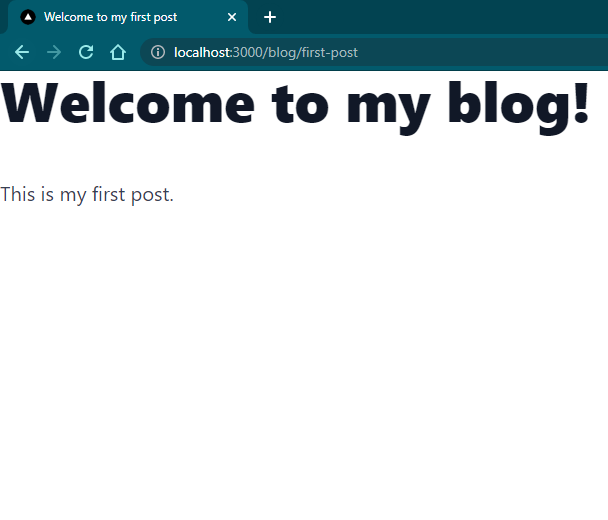 Welcome to my first post
localhost:3000/blog/first-post
Welcome to my blog!
This is my first post.